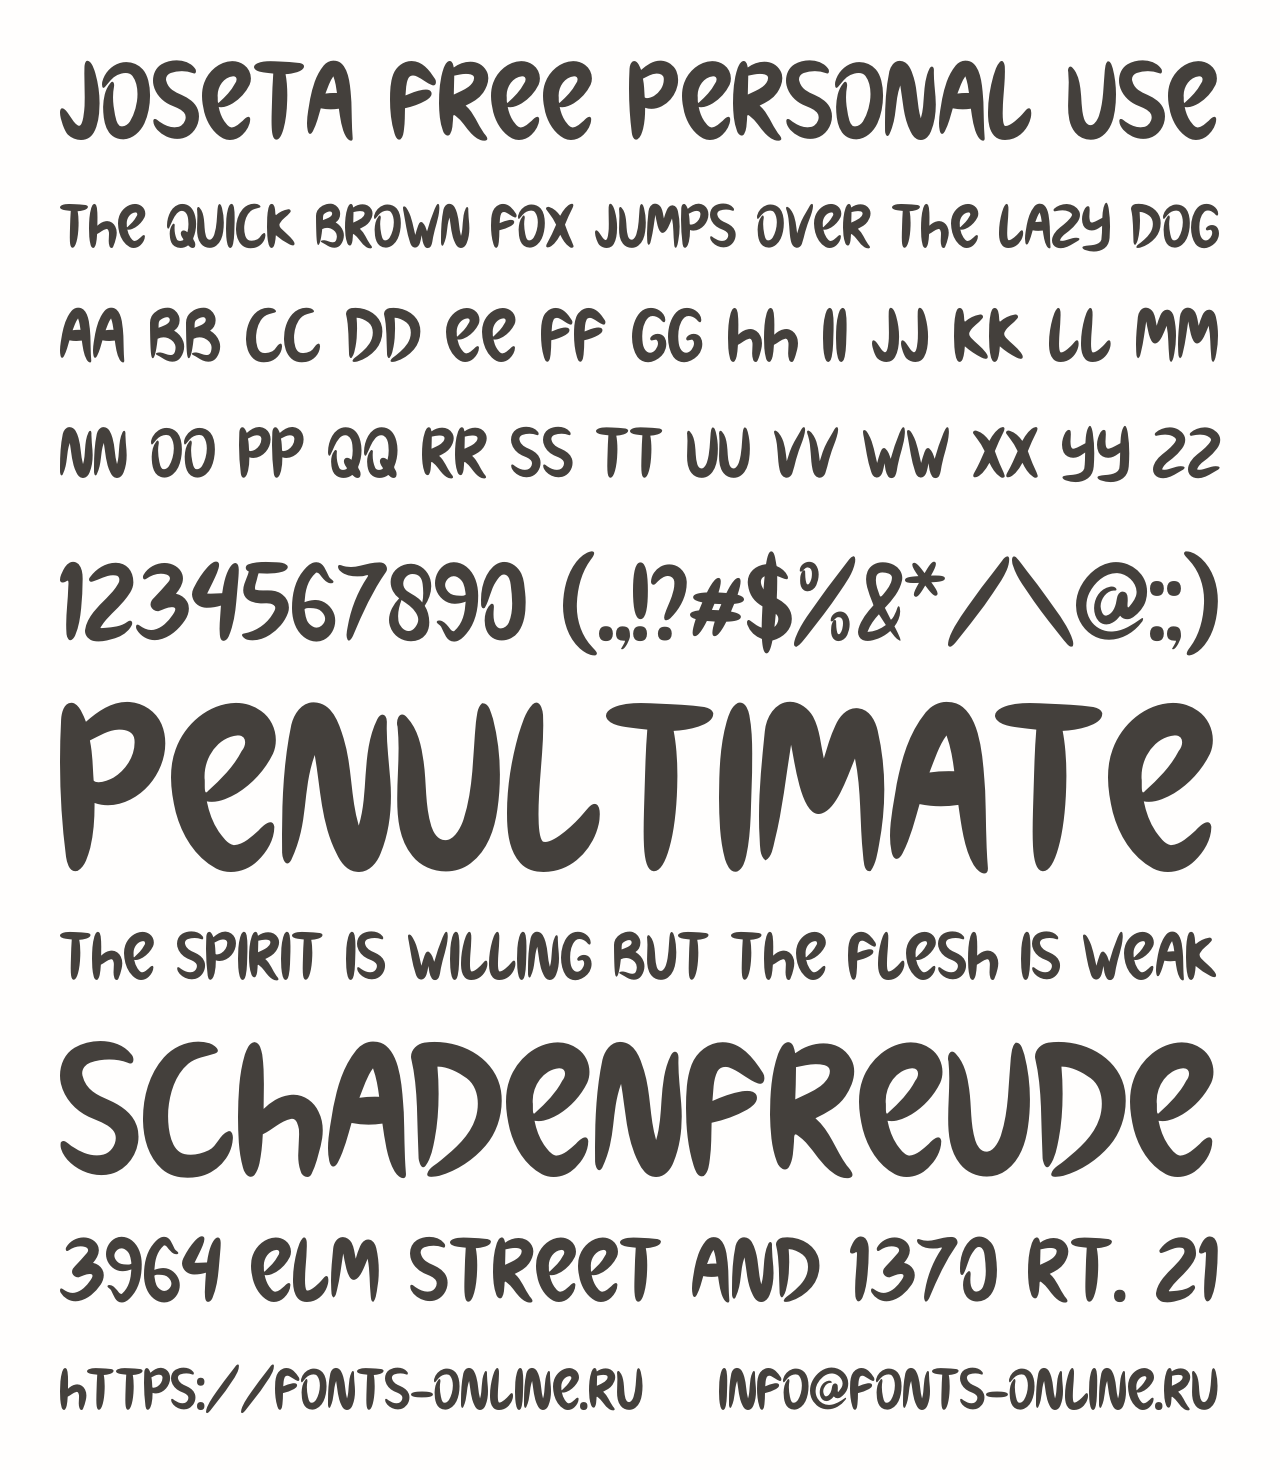 JOSeTA FRee PeRSONAL USe
The QUICK BROWN FOX JUMPS OVeR The LAZY DOG
AA BB CC DD ee FF GG hh II JJ KK LL MM
NN OO PP QQ RR SS TT UU VV WW XX YY ZZ
1234567890 (.,!?#$%&*/\@:;)
PeNULTIMATe
The SPIRIT IS WILLING BUT The FLeSh IS WeAK
SChADeNFReUDe
3964 eLM STReeT AND 1370 RT. 21
hTTPS://FONTS-ONLINe.RU INFO@FONTS-ONLINe.RU